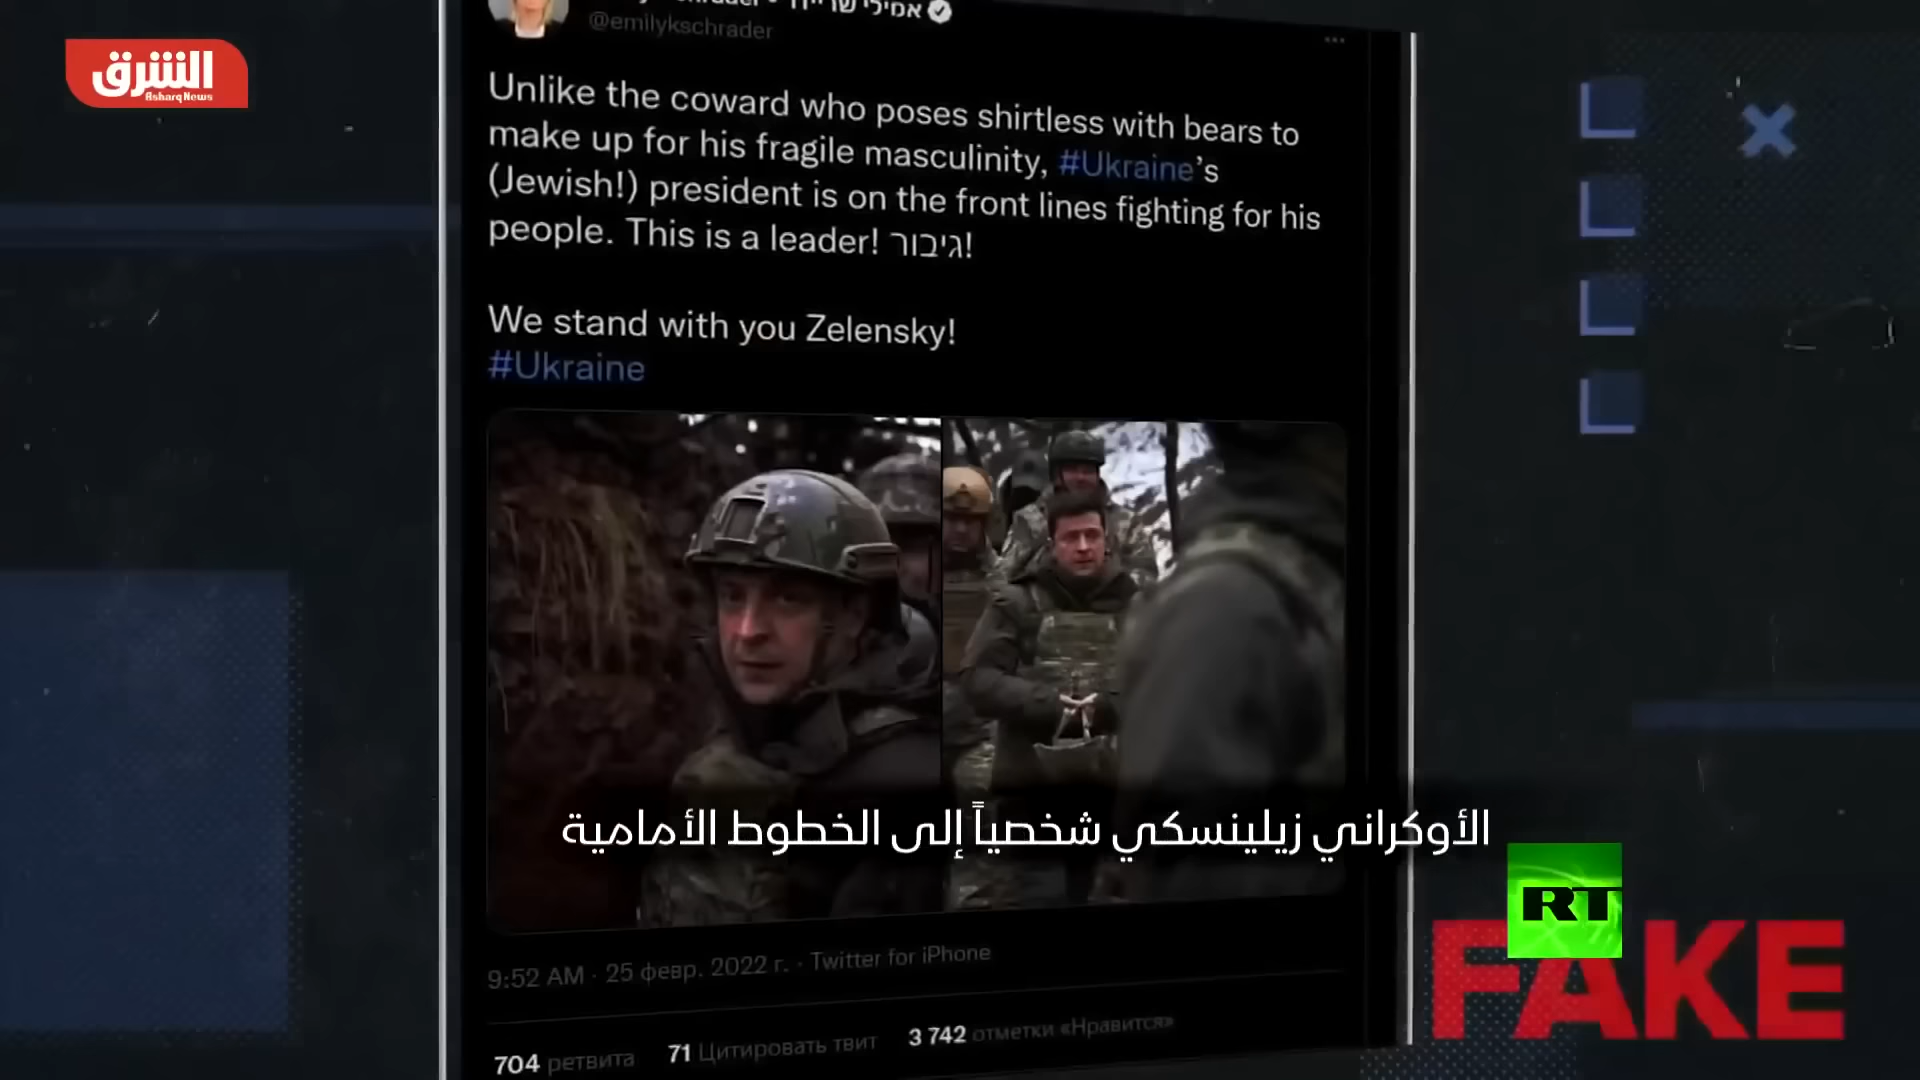 الشرق
Asharq News
אמילי
@emilykschrader
Unlike the coward who poses shirtless with bears to
make up for his fragile masculinity, #Ukraine's
(Jewish!) president is on the front lines fighting for his
people. This is a leader! גיבור!
We stand with you Zelensky!
#Ukraine
الأوكراني زيلينسكي شخصياً إلى الخطوط الأمامية
RT
FAKE
9:52 AM · 25 февр. 2022 г. · Twitter for iPhone
704 ретвита 71 Цитировать твит 3 742 отметки «Нравится»